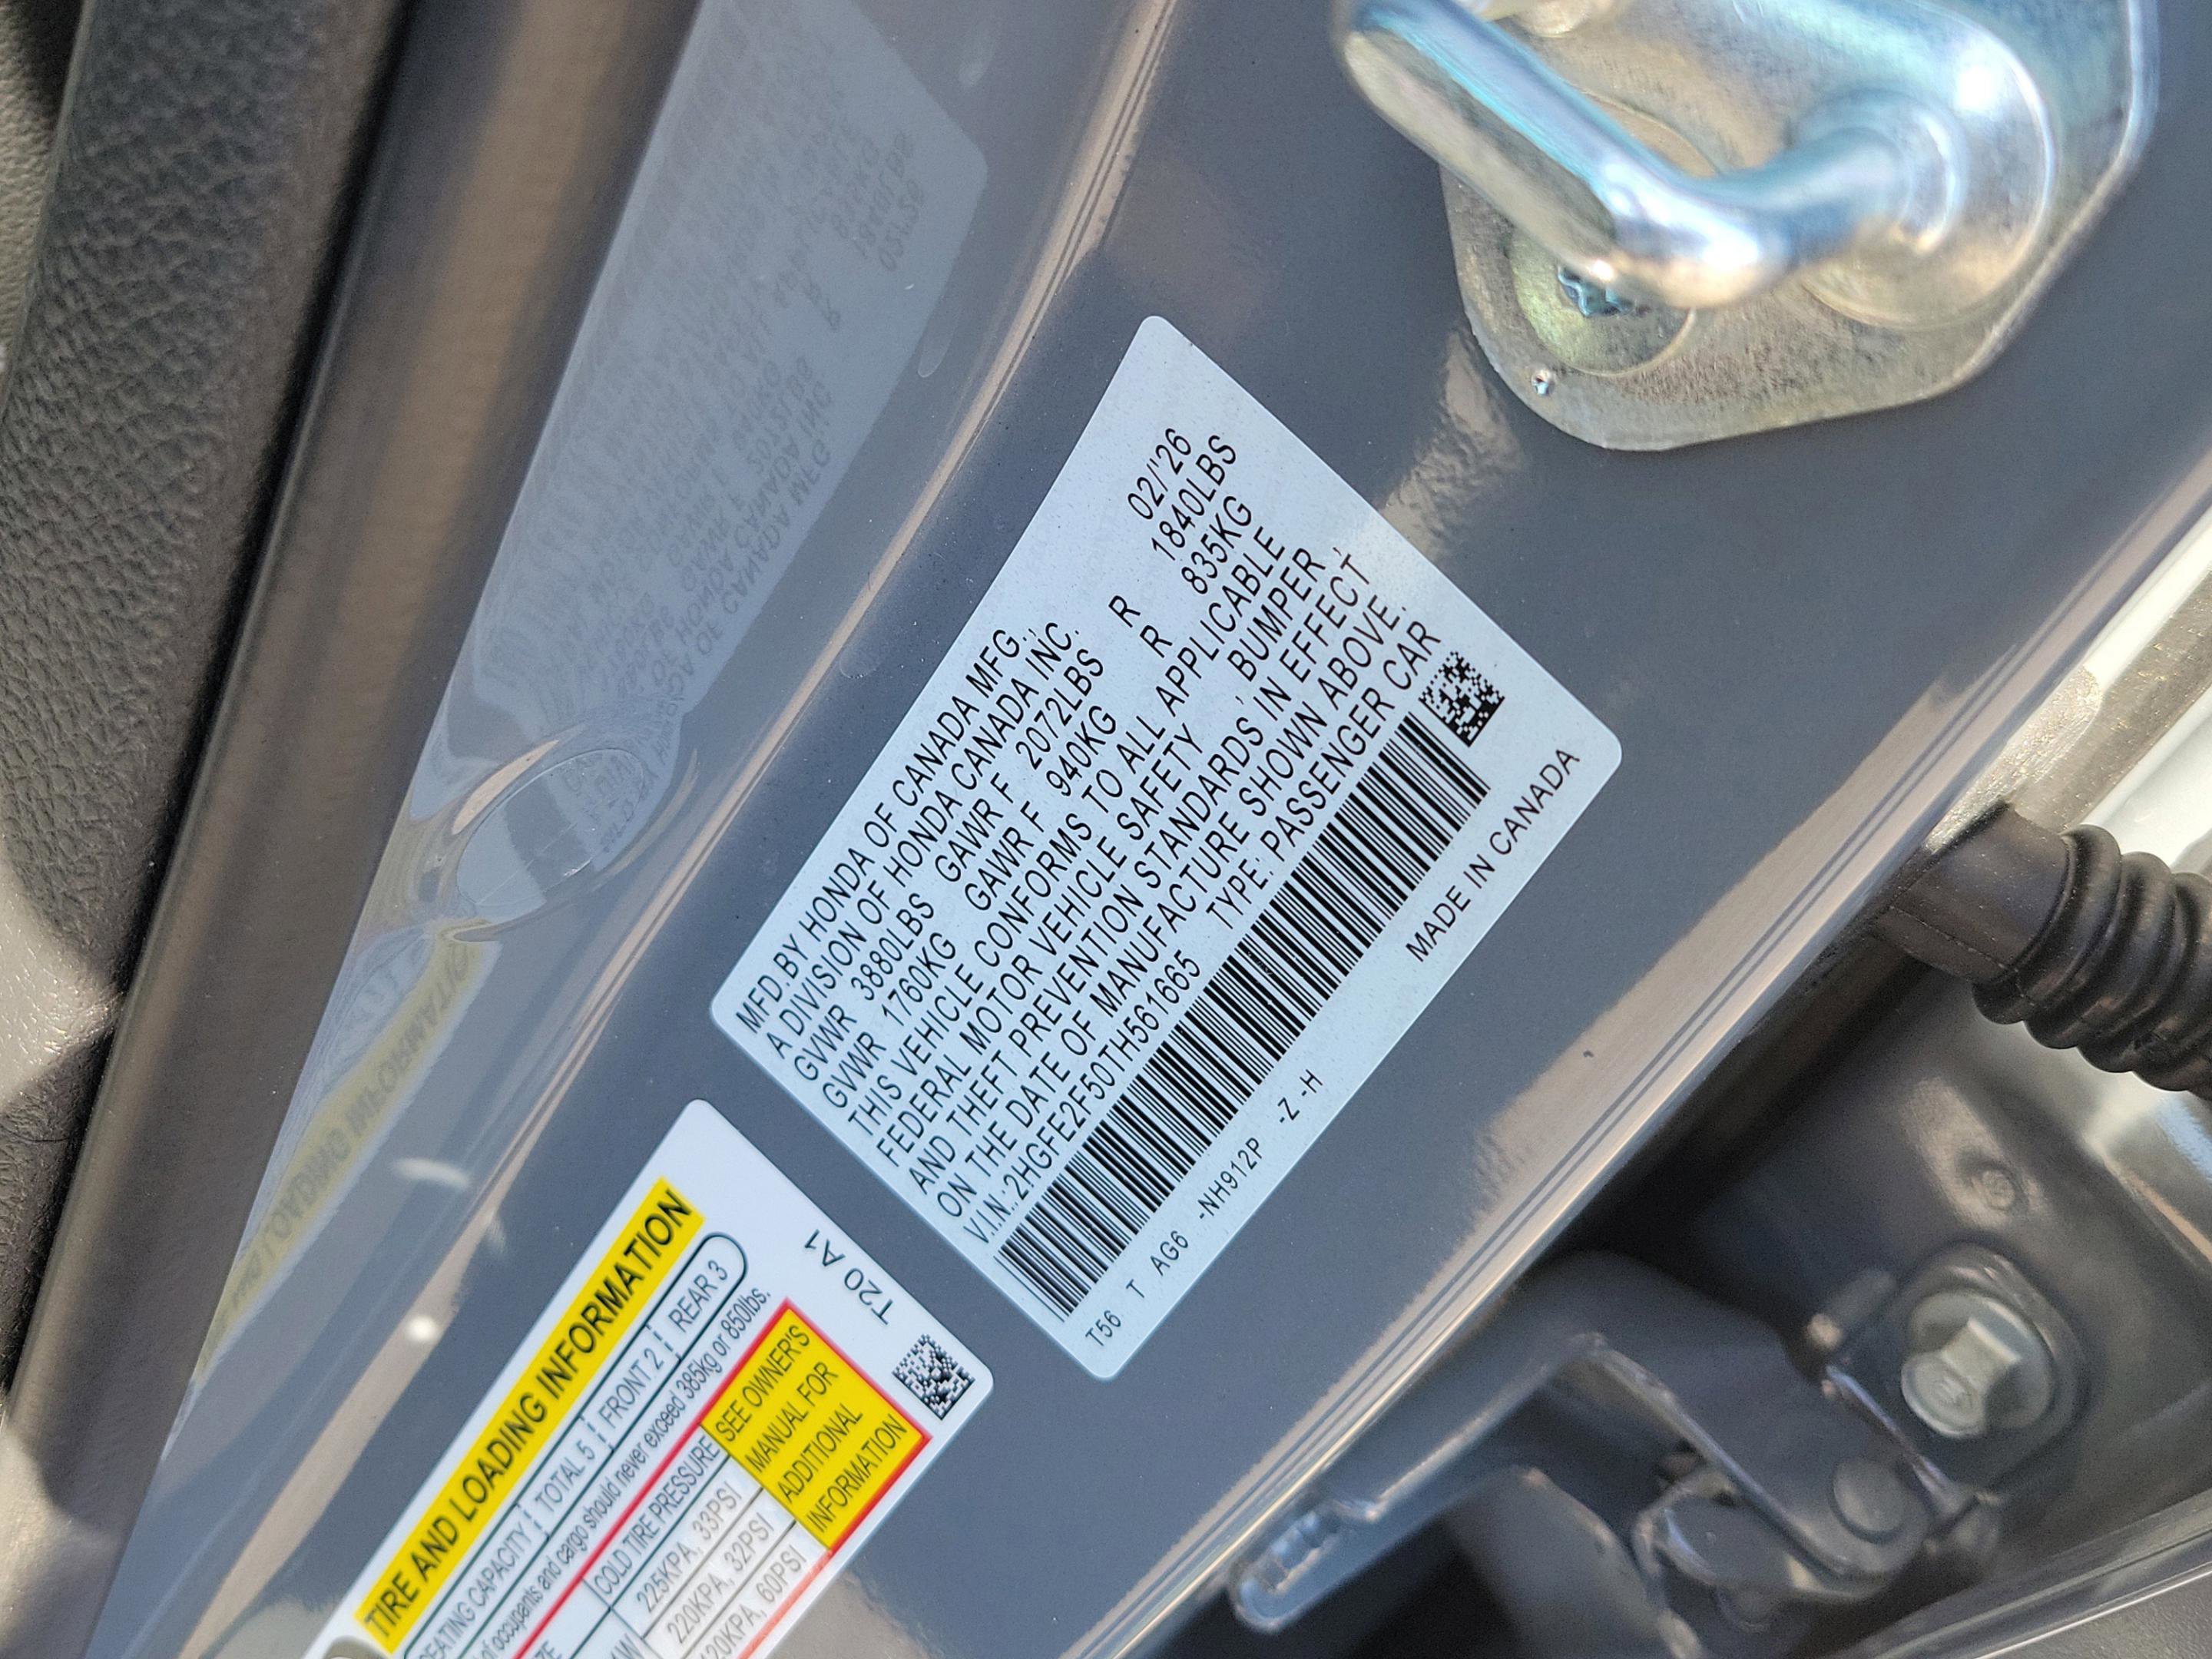 MFD.BY HONDA OF CANADA MFG., 02/'26
A DIVISION OF HONDA CANADA INC.
GVWR 3880LBS GAWR F 2072LBS R 1840LBS
GVWR 1760KG GAWR F 940KG R 835KG
THIS VEHICLE CONFORMS TO ALL APPLICABLE
FEDERAL MOTOR VEHICLE SAFETY , BUMPER ,
AND THEFT PREVENTION STANDARDS IN EFFECT
ON THE DATE OF MANUFACTURE SHOWN ABOVE.
V.I.N.:2HGFE2F50TH561665 TYPE: PASSENGER CAR
T56 T AG6 -NH912P -Z -H
MADE IN CANADA
TIRE AND LOADING INFORMATION
SEATING CAPACITY TOTAL 5 FRONT 2 REAR 3
of occupants and cargo should never exceed 385kg or 850lbs.
COLD TIRE PRESSURE
225KPA, 33PSI
220KPA, 32PSI
420KPA, 60PSI
SEE OWNER'S
MANUAL FOR
ADDITIONAL
INFORMATION
T20 A1